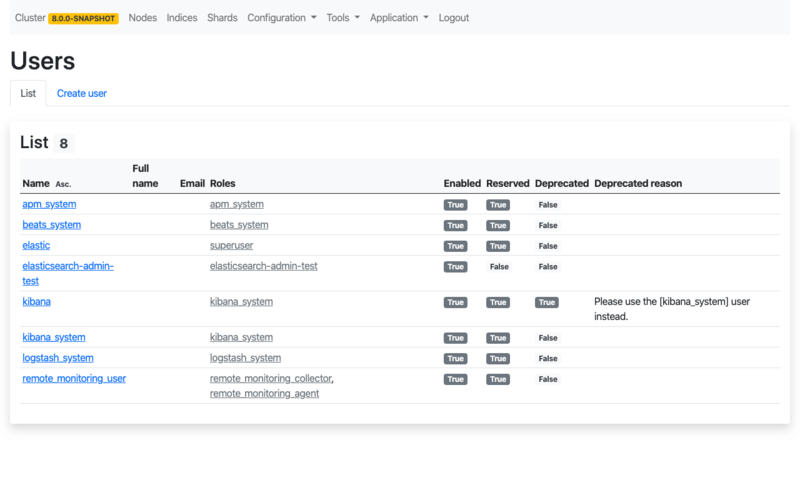 Cluster 8.0.0-SNAPSHOT Nodes Indices Shards Configuration Tools Application Logout
Users
List Create user
List 8
Name Asc. Full name Email Roles Enabled Reserved Deprecated Deprecated reason
apm_system apm_system True True False
beats_system beats_system True True False
elastic superuser True True False
elasticsearch-admin- elasticsearch-admin-test True False False
test
kibana kibana_system True True True Please use the [kibana_system] user
instead.
kibana_system kibana_system True True False
logstash_system logstash_system True True False
remote_monitoring_user remote_monitoring_collector, True True False
remote_monitoring_agent